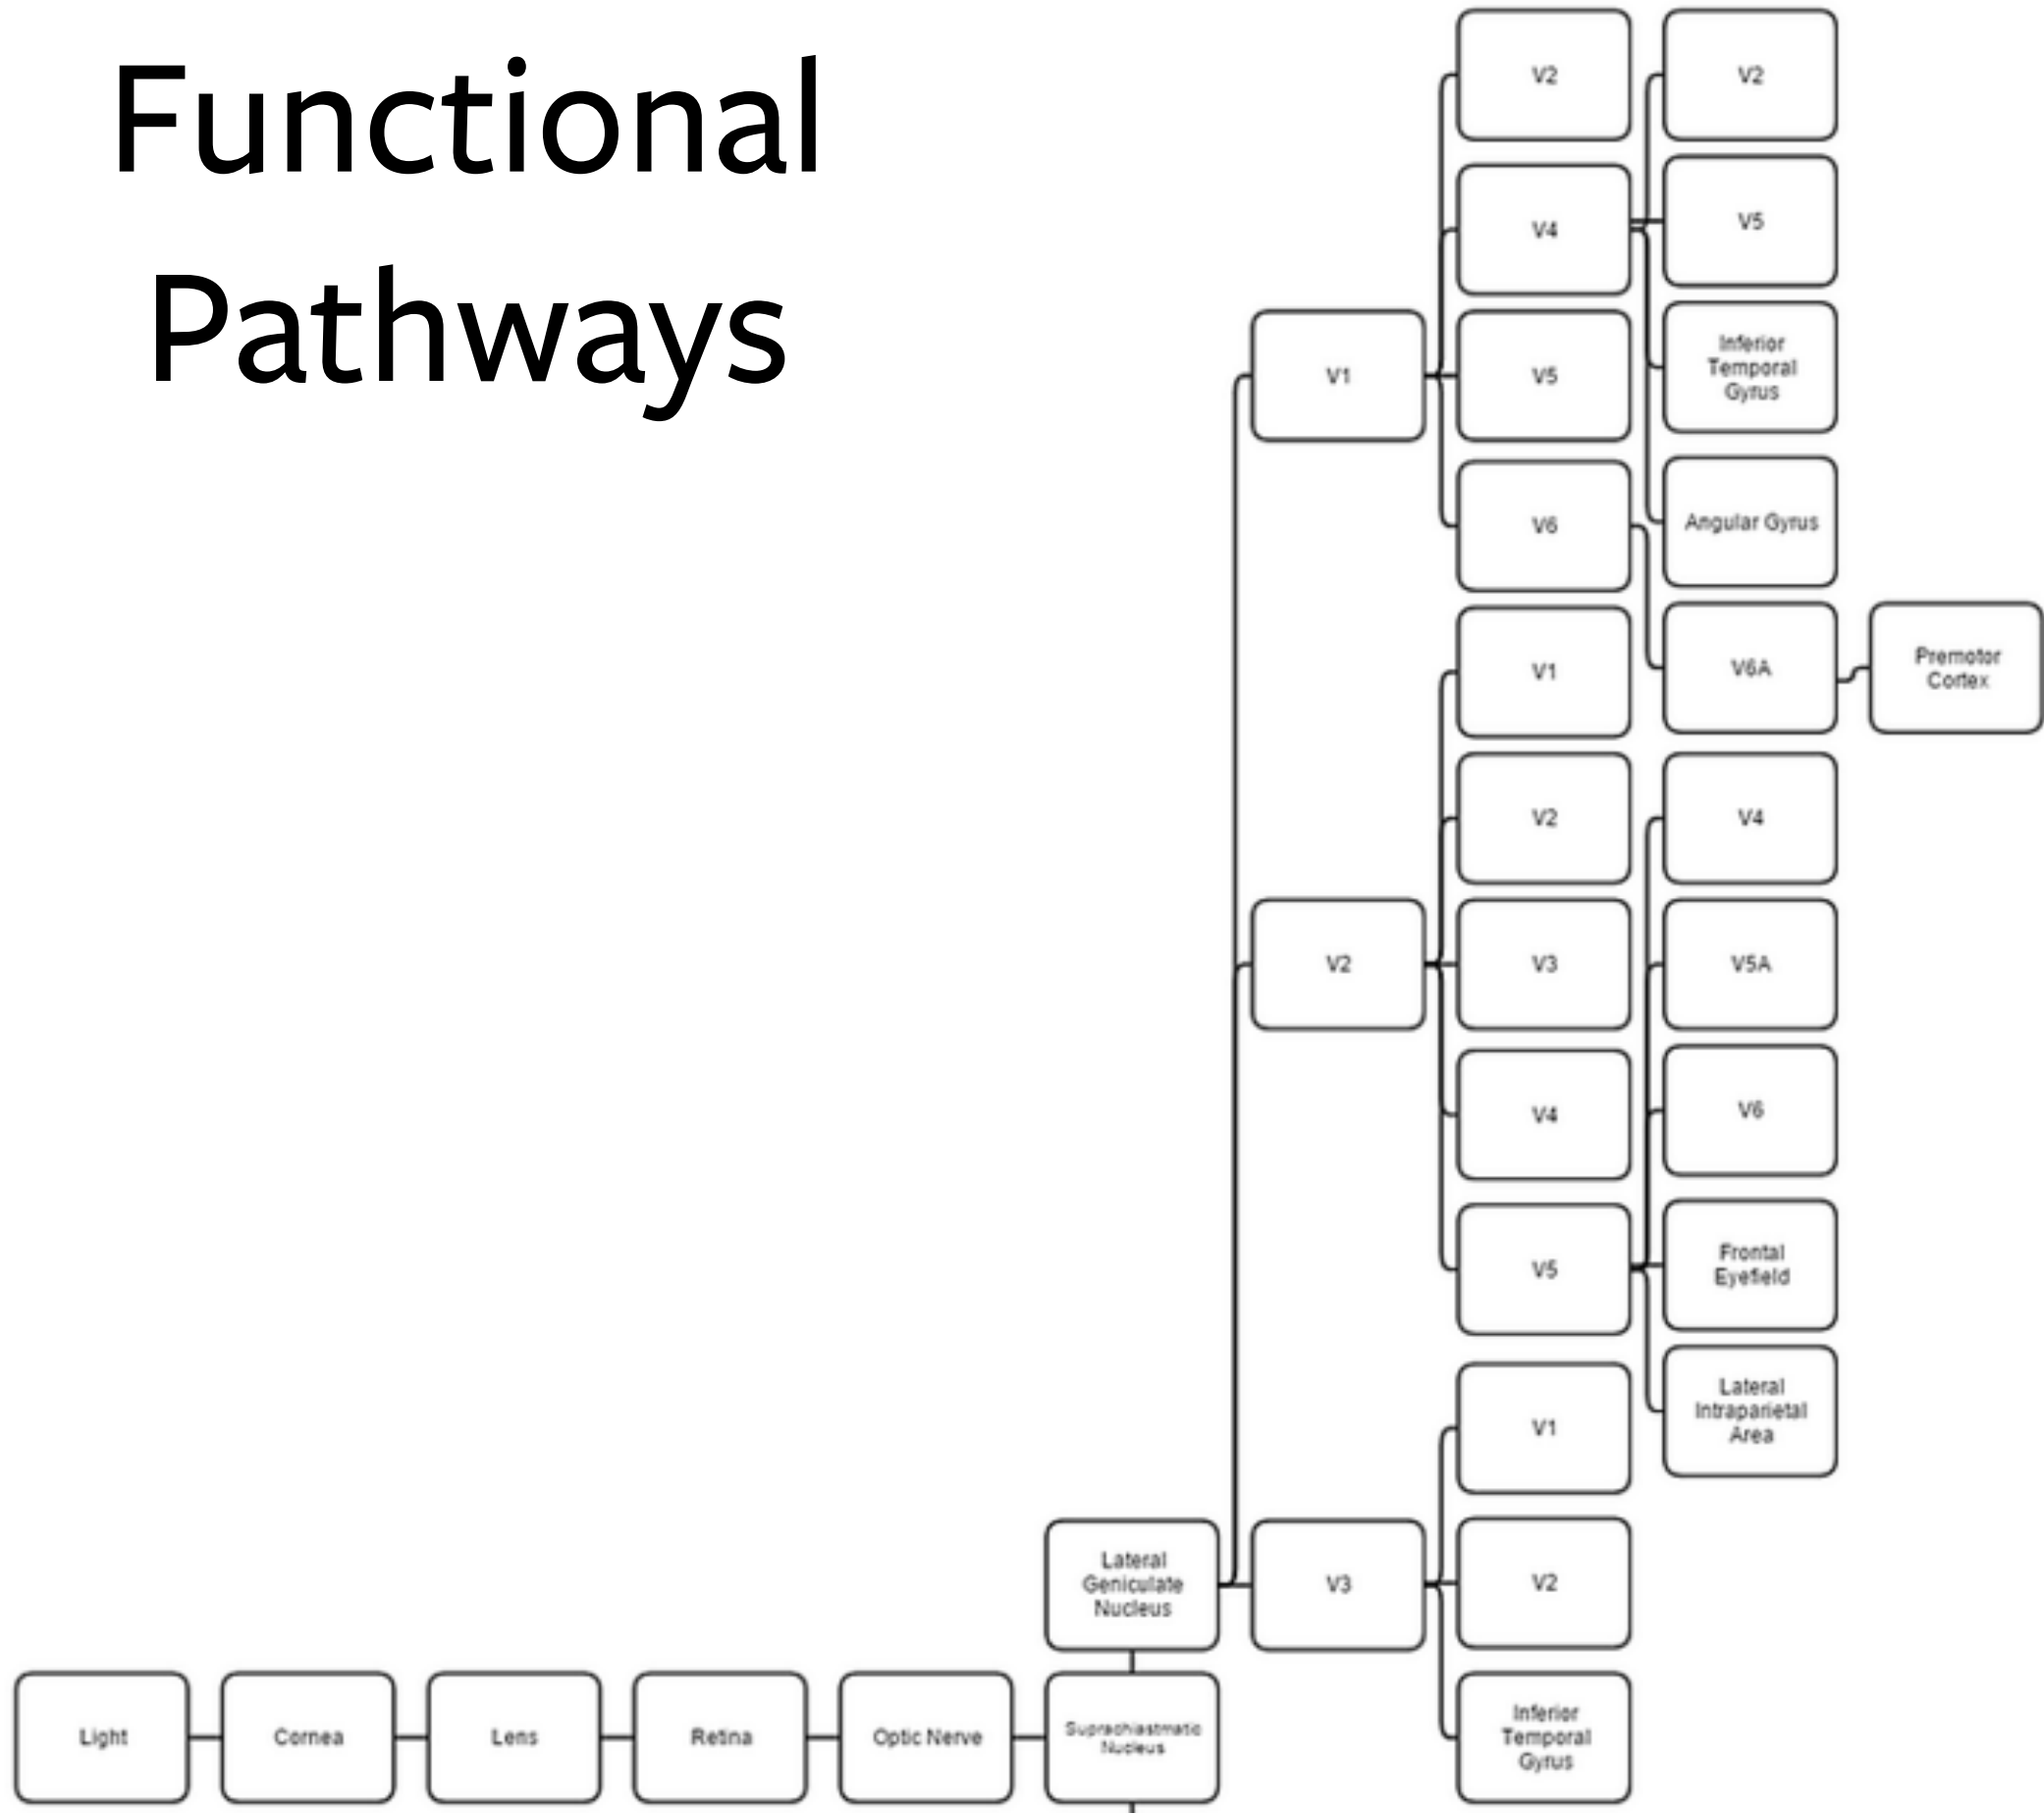 Functional
Pathways
V2
V2
V4
V5
V1
V5
Inferior
Temporal
Gyrus
V6
Angular Gyrus
V1
V6A
Premotor
Cortex
V2
V4
V2
V3
V5A
V4
V6
V5
Frontal
Eyefield
V1
Lateral
Intraparietal
Area
Lateral
Geniculate
Nucleus
V3
V2
Light
Cornea
Lens
Retina
Optic Nerve
Suprachiastmatic
Nucleus
Inferior
Temporal
Gyrus